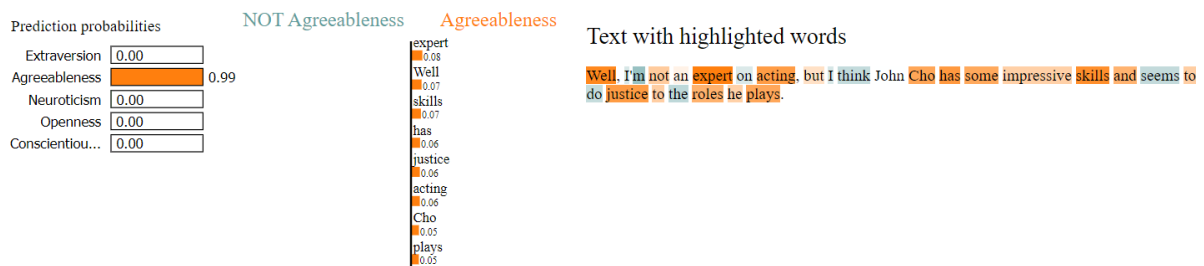 Prediction probabilities
Extraversion 0.00
Agreeableness 0.99
Neuroticism 0.00
Openness 0.00
Conscientiou... 0.00
NOT Agreeableness Agreeableness
expert
0.08
Well
0.07
skills
0.07
has
0.06
justice
0.06
acting
0.06
Cho
0.05
plays
0.05
Text with highlighted words
Well, I'm not an expert on acting, but I think John Cho has some impressive skills and seems to
do justice to the roles he plays.